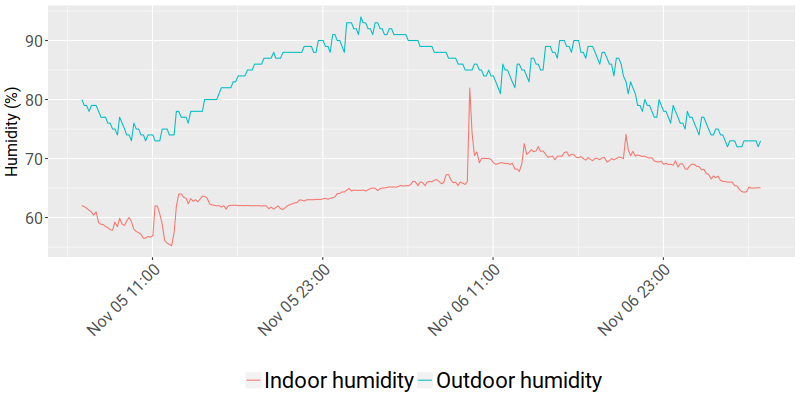 Humidity (%)
90
80
70
60
Nov 05 11:00
Nov 05 23:00
Nov 06 11:00
Nov 06 23:00
Indoor humidity Outdoor humidity